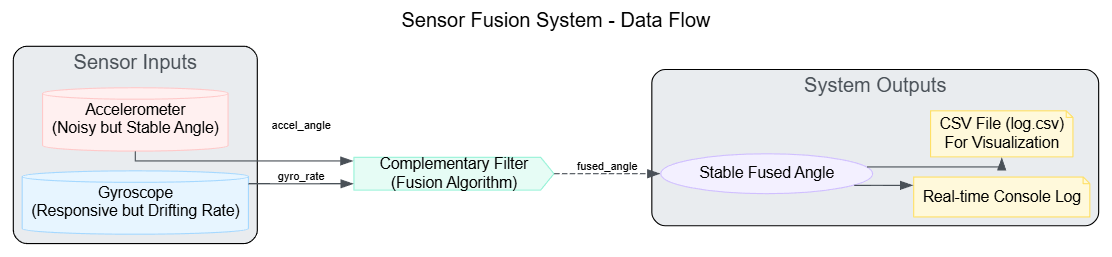 Sensor Fusion System - Data Flow
Sensor Inputs
Accelerometer
(Noisy but Stable Angle)
Gyroscope
(Responsive but Drifting Rate)
accel_angle
gyro_rate
Complementary Filter
(Fusion Algorithm)
fused_angle
System Outputs
Stable Fused Angle
CSV File (log.csv)
For Visualization
Real-time Console Log